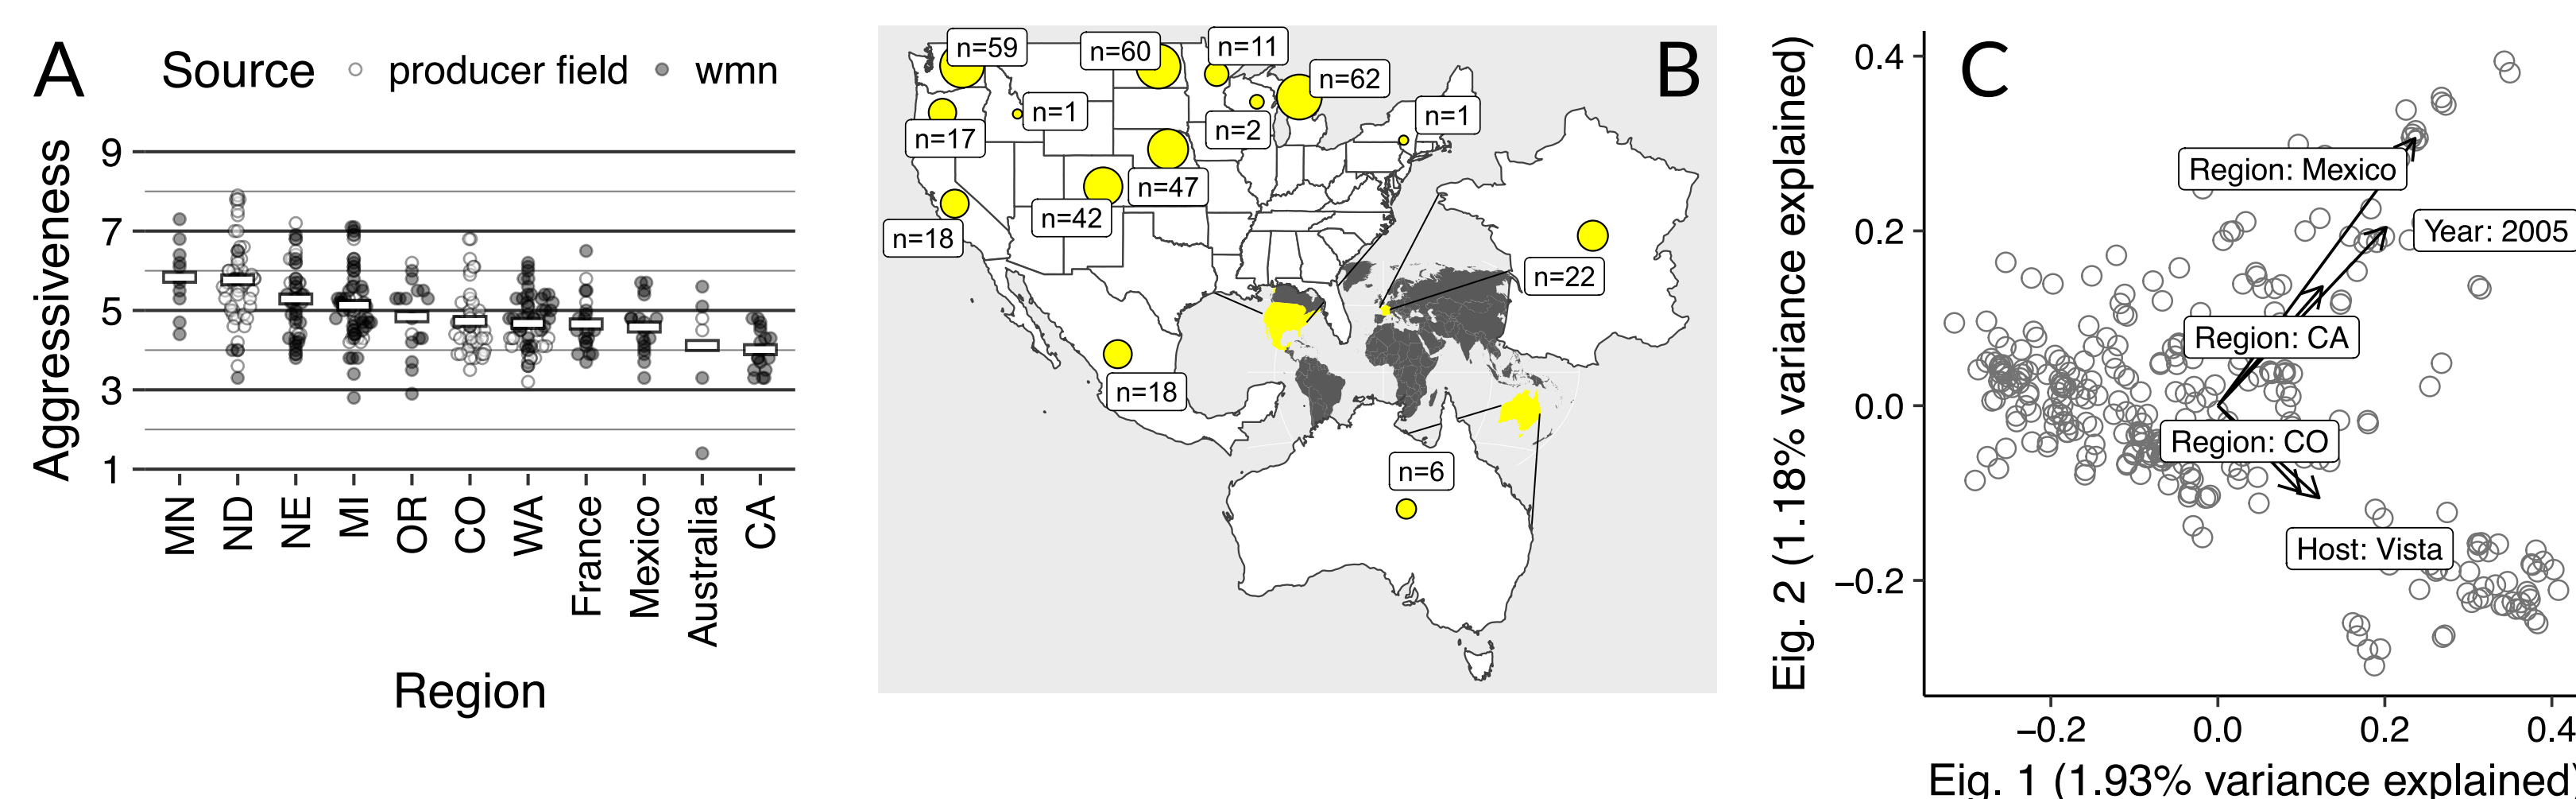 A
Source
producer field
wmn
Aggressiveness
9
7
5
3
1
MN
ND
NE
MI
OR
CO
WA
France
Mexico
Australia
CA
Region
B
n=59
n=60
n=11
n=62
n=1
n=1
n=17
n=2
n=47
n=42
n=18
n=22
n=18
n=6
C
Eig. 2 (1.18% variance explained)
0.4
0.2
0.0
−0.2
Region: Mexico
Year: 2005
Region: CA
Region: CO
Host: Vista
−0.2
0.0
0.2
0.4
Eig. 1 (1.93% variance explained)